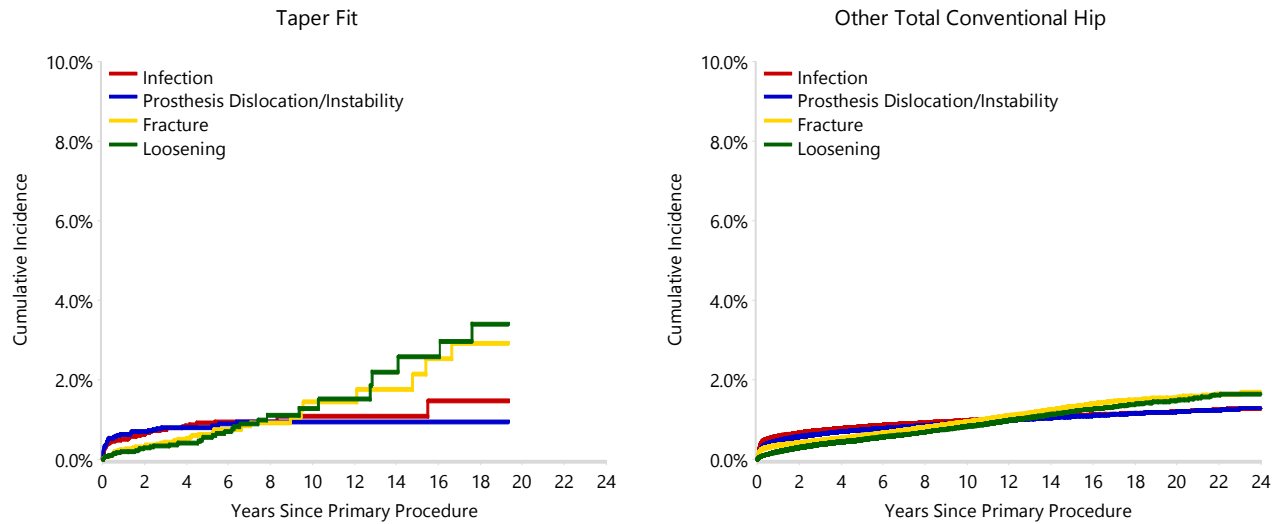 Taper Fit
10.0%
8.0%
6.0%
4.0%
2.0%
0.0%
Cumulative Incidence
Infection
Prosthesis Dislocation/Instability
Fracture
Loosening
0 2 4 6 8 10 12 14 16 18 20 22 24
Years Since Primary Procedure
Other Total Conventional Hip
10.0%
8.0%
6.0%
4.0%
2.0%
0.0%
Cumulative Incidence
Infection
Prosthesis Dislocation/Instability
Fracture
Loosening
0 2 4 6 8 10 12 14 16 18 20 22 24
Years Since Primary Procedure